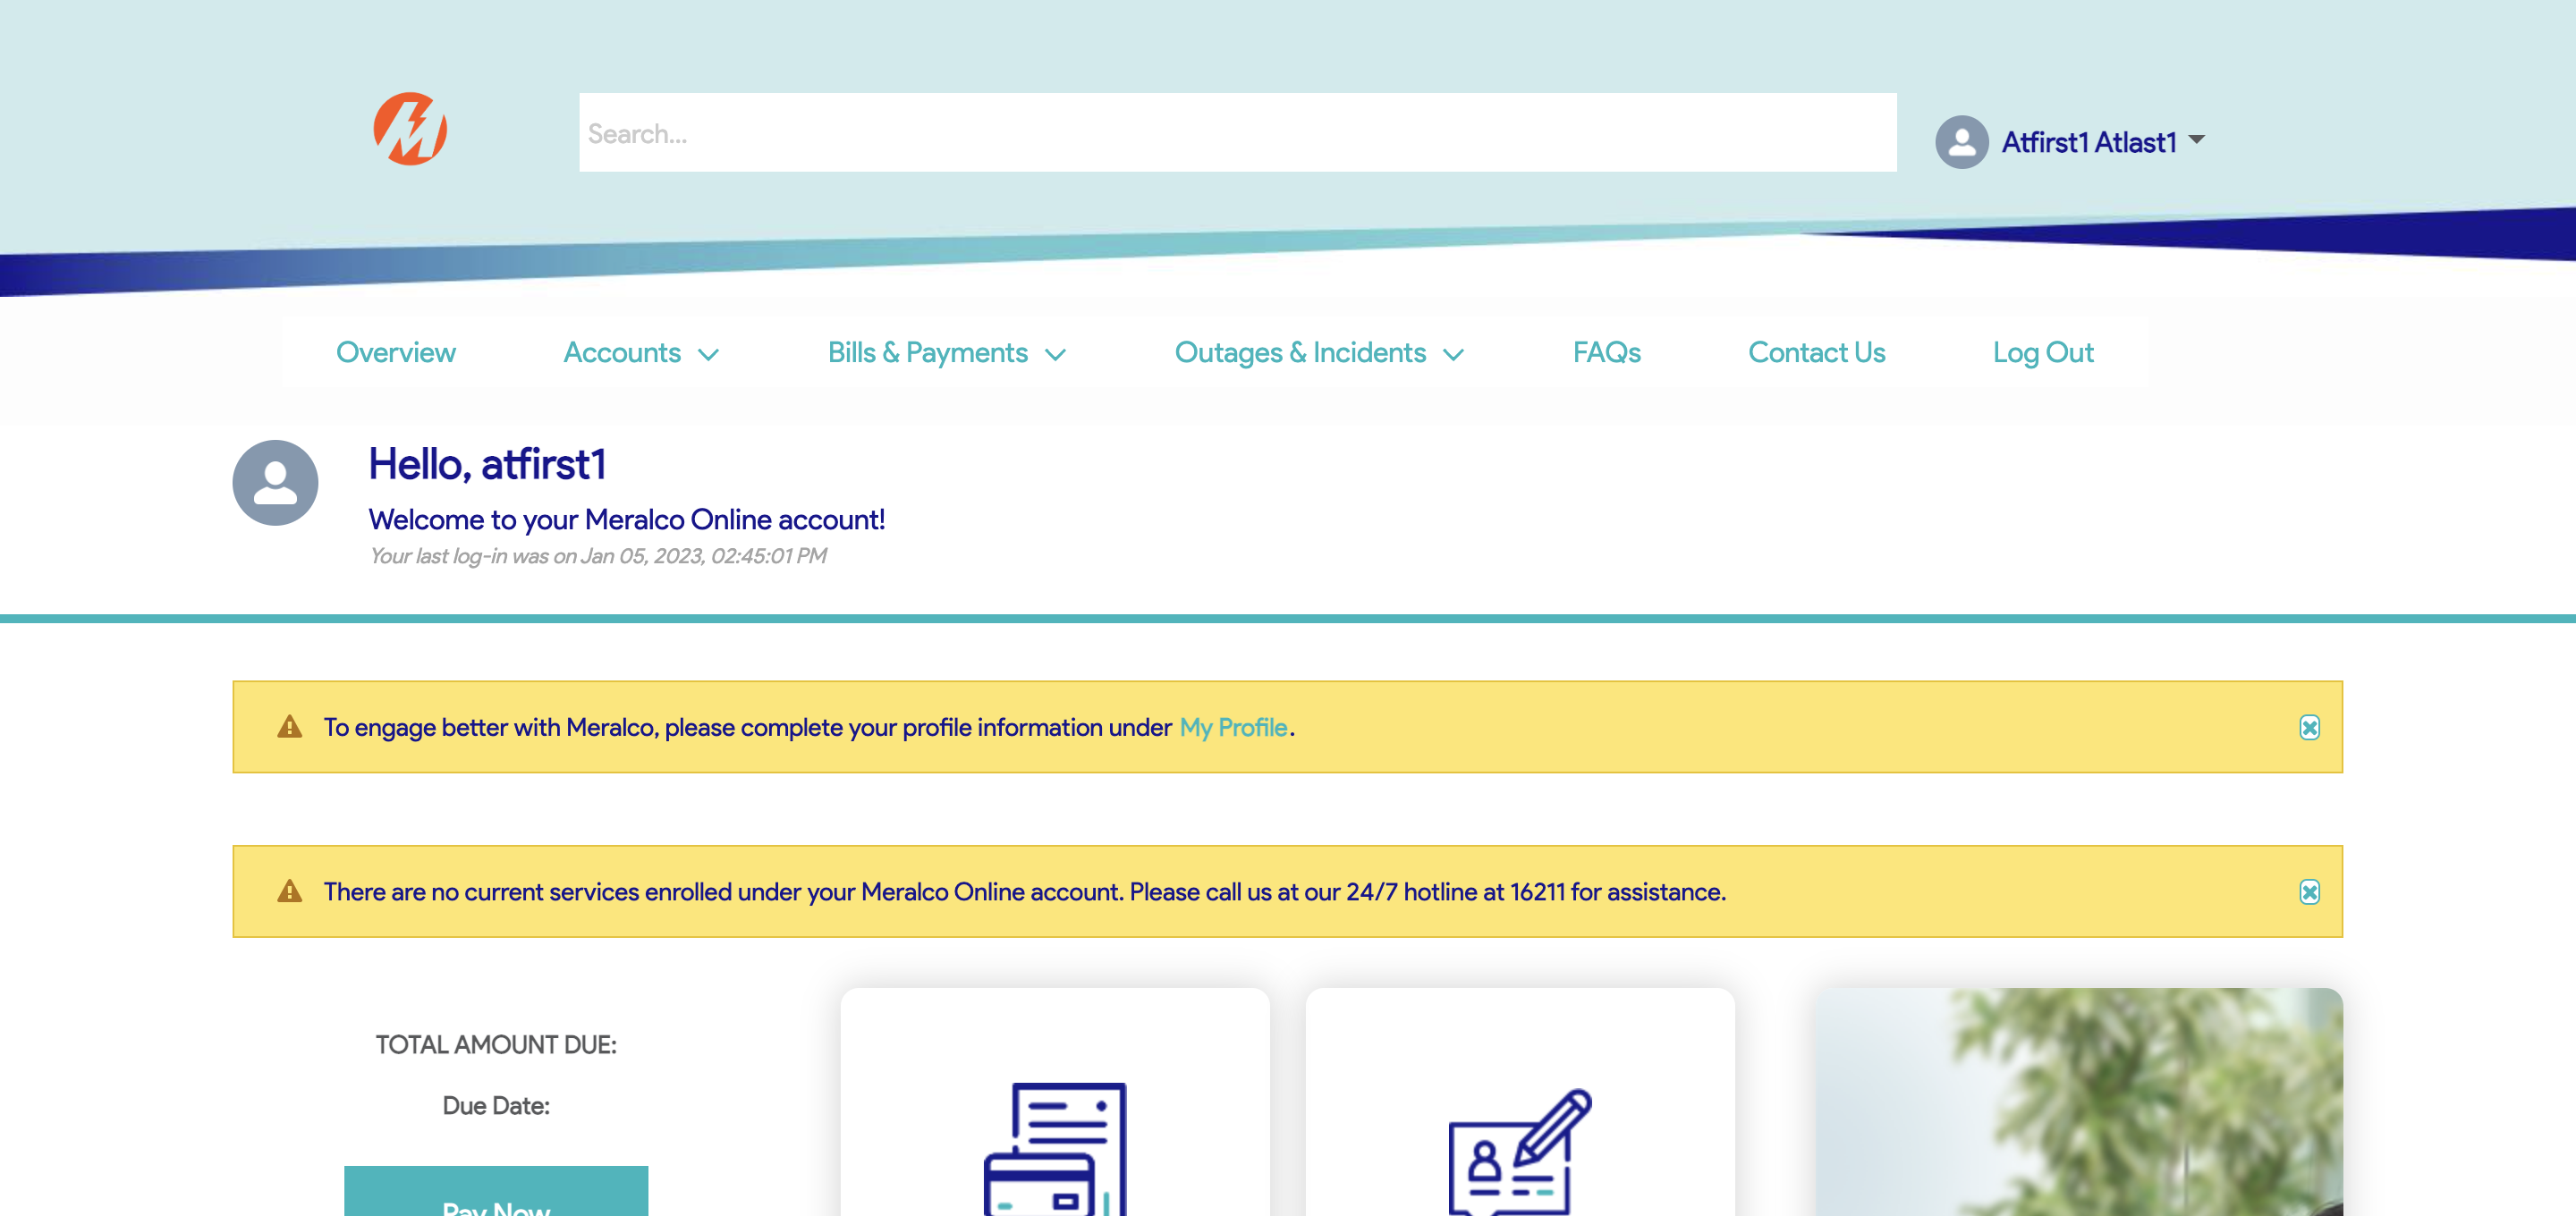 Search...
Atfirst1 Atlast1
Overview
Accounts
Bills & Payments
Outages & Incidents
FAQs
Contact Us
Log Out
Hello, atfirst1
Welcome to your Meralco Online account!
Your last log-in was on Jan 05, 2023, 02:45:01 PM
To engage better with Meralco, please complete your profile information under My Profile.
There are no current services enrolled under your Meralco Online account. Please call us at our 24/7 hotline at 16211 for assistance.
TOTAL AMOUNT DUE:
Due Date:
Pay Now